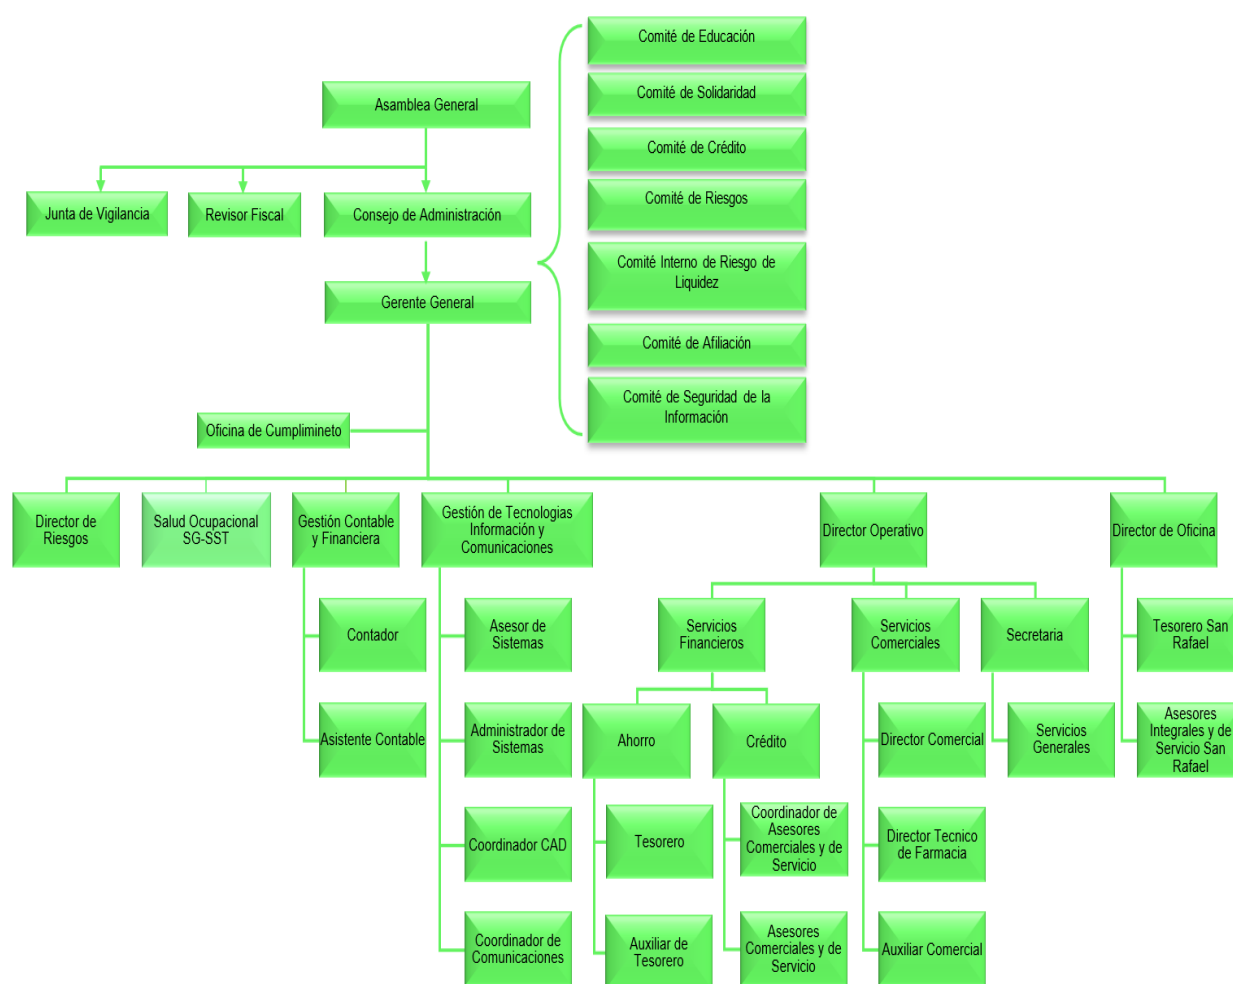 Comité de Educación
Comité de Solidaridad
Asamblea General
Comité de Crédito
Comité de Riesgos
Junta de Vigilancia
Revisor Fiscal
Consejo de Administración
Comité Interno de Riesgo de
Liquidez
Gerente General
Comité de Afiliación
Comité de Seguridad de la
Información
Oficina de Cumplimineto
Director de
Riesgos
Salud Ocupacional
SG-SST
Gestión Contable
y Financiera
Gestión de Tecnologias
Información y
Comunicaciones
Director Operativo
Director de Oficina
Contador
Asesor de
Sistemas
Servicios
Financieros
Servicios
Comerciales
Secretaria
Tesorero San
Rafael
Asistente Contable
Administrador de
Sistemas
Ahorro
Crédito
Director Comercial
Servicios
Generales
Asesores
Integrales y de
Servicio San
Rafael
Coordinador CAD
Tesorero
Coordinador de
Asesores
Comerciales y de
Servicio
Director Tecnico
de Farmacia
Coordinador de
Comunicaciones
Auxiliar de
Tesorero
Asesores
Comerciales y de
Servicio
Auxiliar Comercial